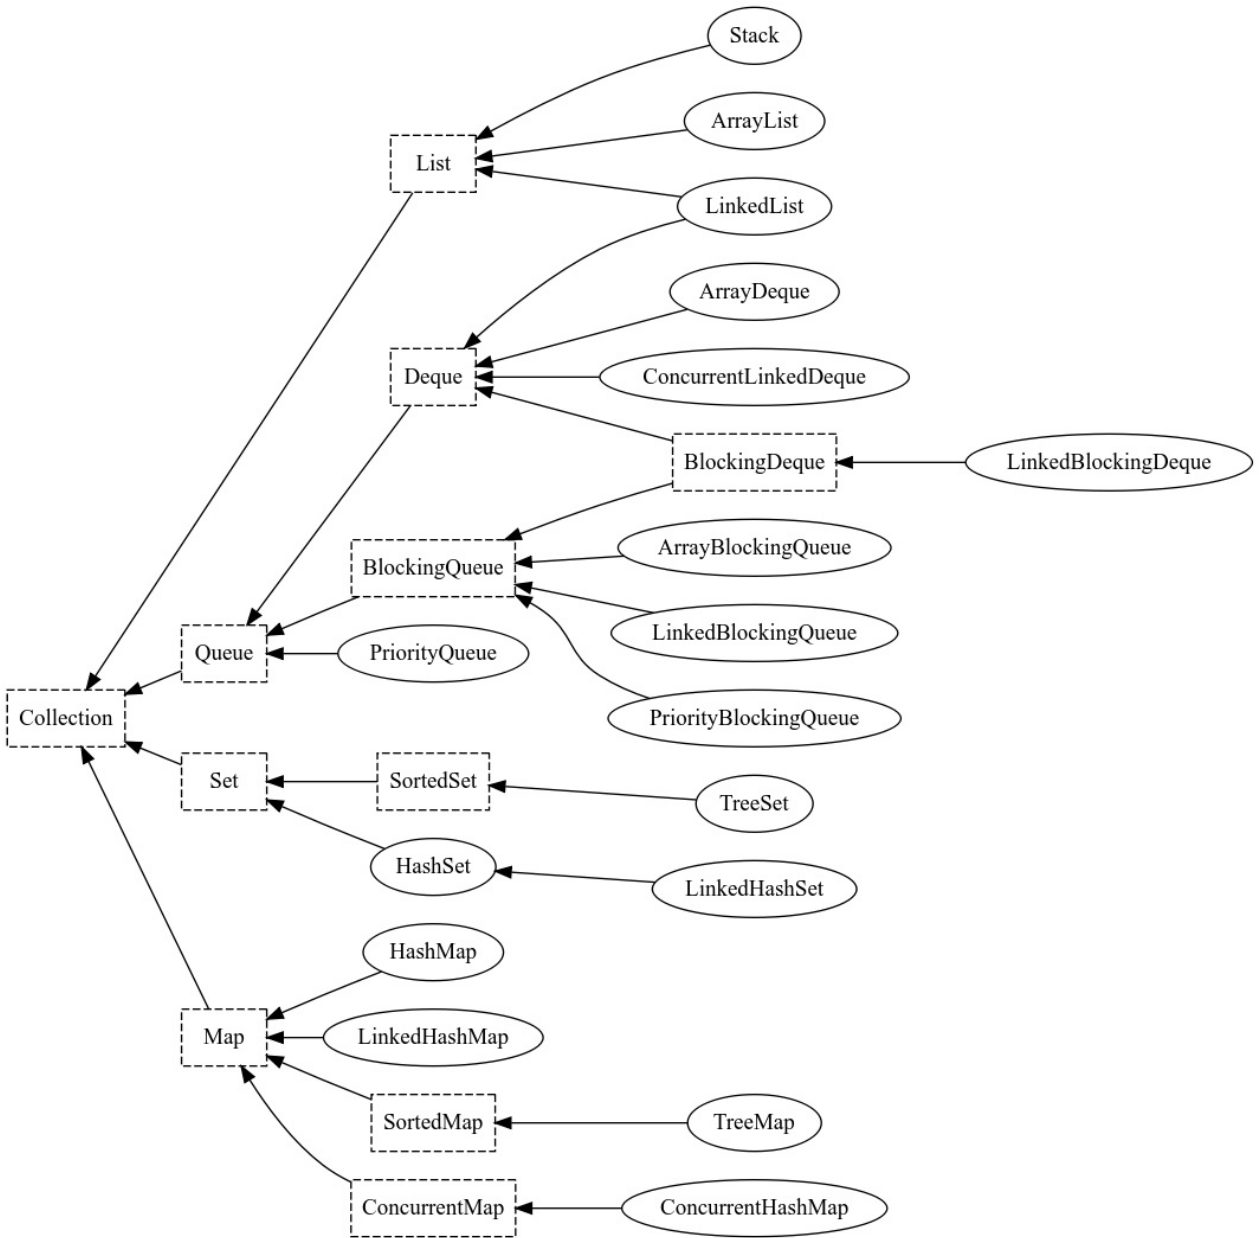 Stack
ArrayList
List
LinkedList
ArrayDeque
Deque
ConcurrentLinkedDeque
BlockingDeque
LinkedBlockingDeque
ArrayBlockingQueue
BlockingQueue
LinkedBlockingQueue
Queue
PriorityQueue
Collection
PriorityBlockingQueue
Set
SortedSet
TreeSet
HashSet
LinkedHashSet
HashMap
Map
LinkedHashMap
SortedMap
TreeMap
ConcurrentMap
ConcurrentHashMap